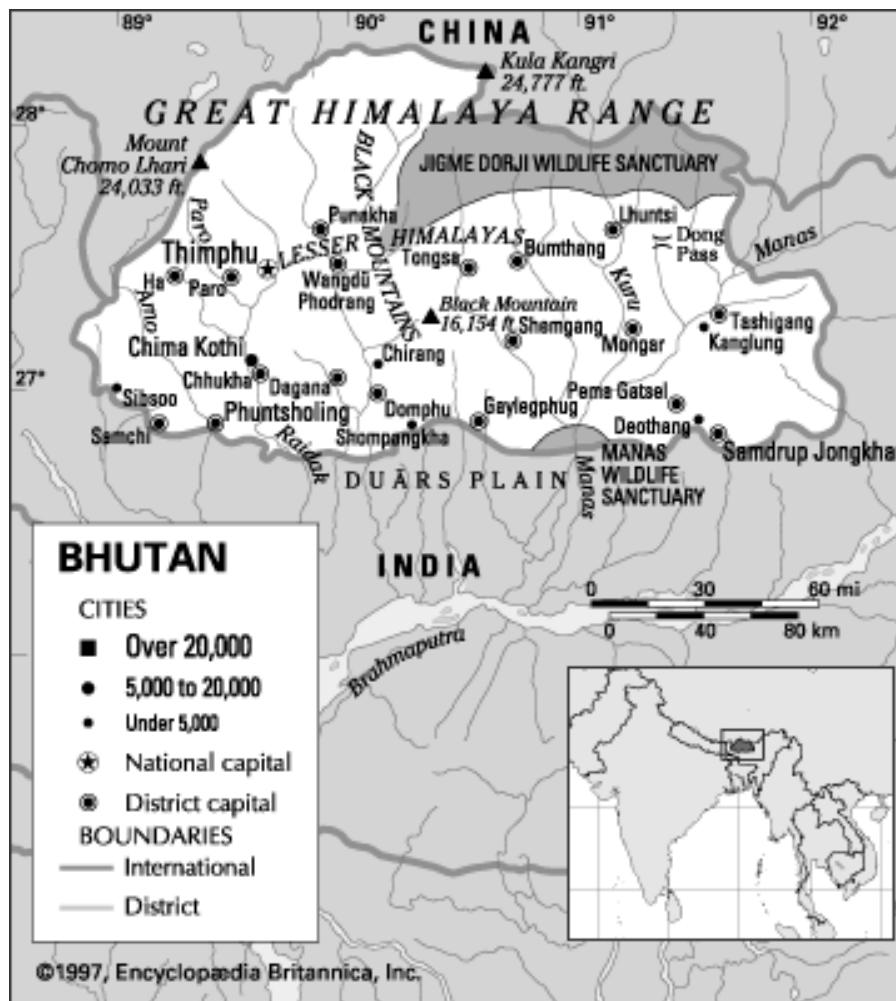 89°
90°
91°
92°
CHINA
Kula Kangri
24,777 ft.
28°
GREAT HIMALAYA RANGE
Mount
Chomo Lhari
24,033 ft.
BLACK MOUNTAINS
JIGME DORJI WILDLIFE SANCTUARY
Paro
Punakha
Lhuntsi
Dong
Pass
Manas
Thimphu
LESSER HIMALAYAS
Tongsa
Bumthang
Ha
Paro
Wangdü
Phodrang
Kuru
Amo
Black Mountain
16,154 ft.
Shemgang
Mongar
Tashigang
Kanglung
Chima Kothi
Chirang
27°
Chhukha
Dagana
Sibsoo
Pema Gatsel
Phuntsholing
Domphu
Gaylegphug
Deothang
Samchi
Raidak
Shompangkha
Samdrup Jongkha
DUĀRS PLAIN
Manas
MANAS
WILDLIFE
SANCTUARY
BHUTAN
INDIA
CITIES
Over 20,000
5,000 to 20,000
Under 5,000
National capital
District capital
BOUNDARIES
International
District
0 30 60 mi
0 40 80 km
Brahmaputra
©1997, Encyclopædia Britannica, Inc.